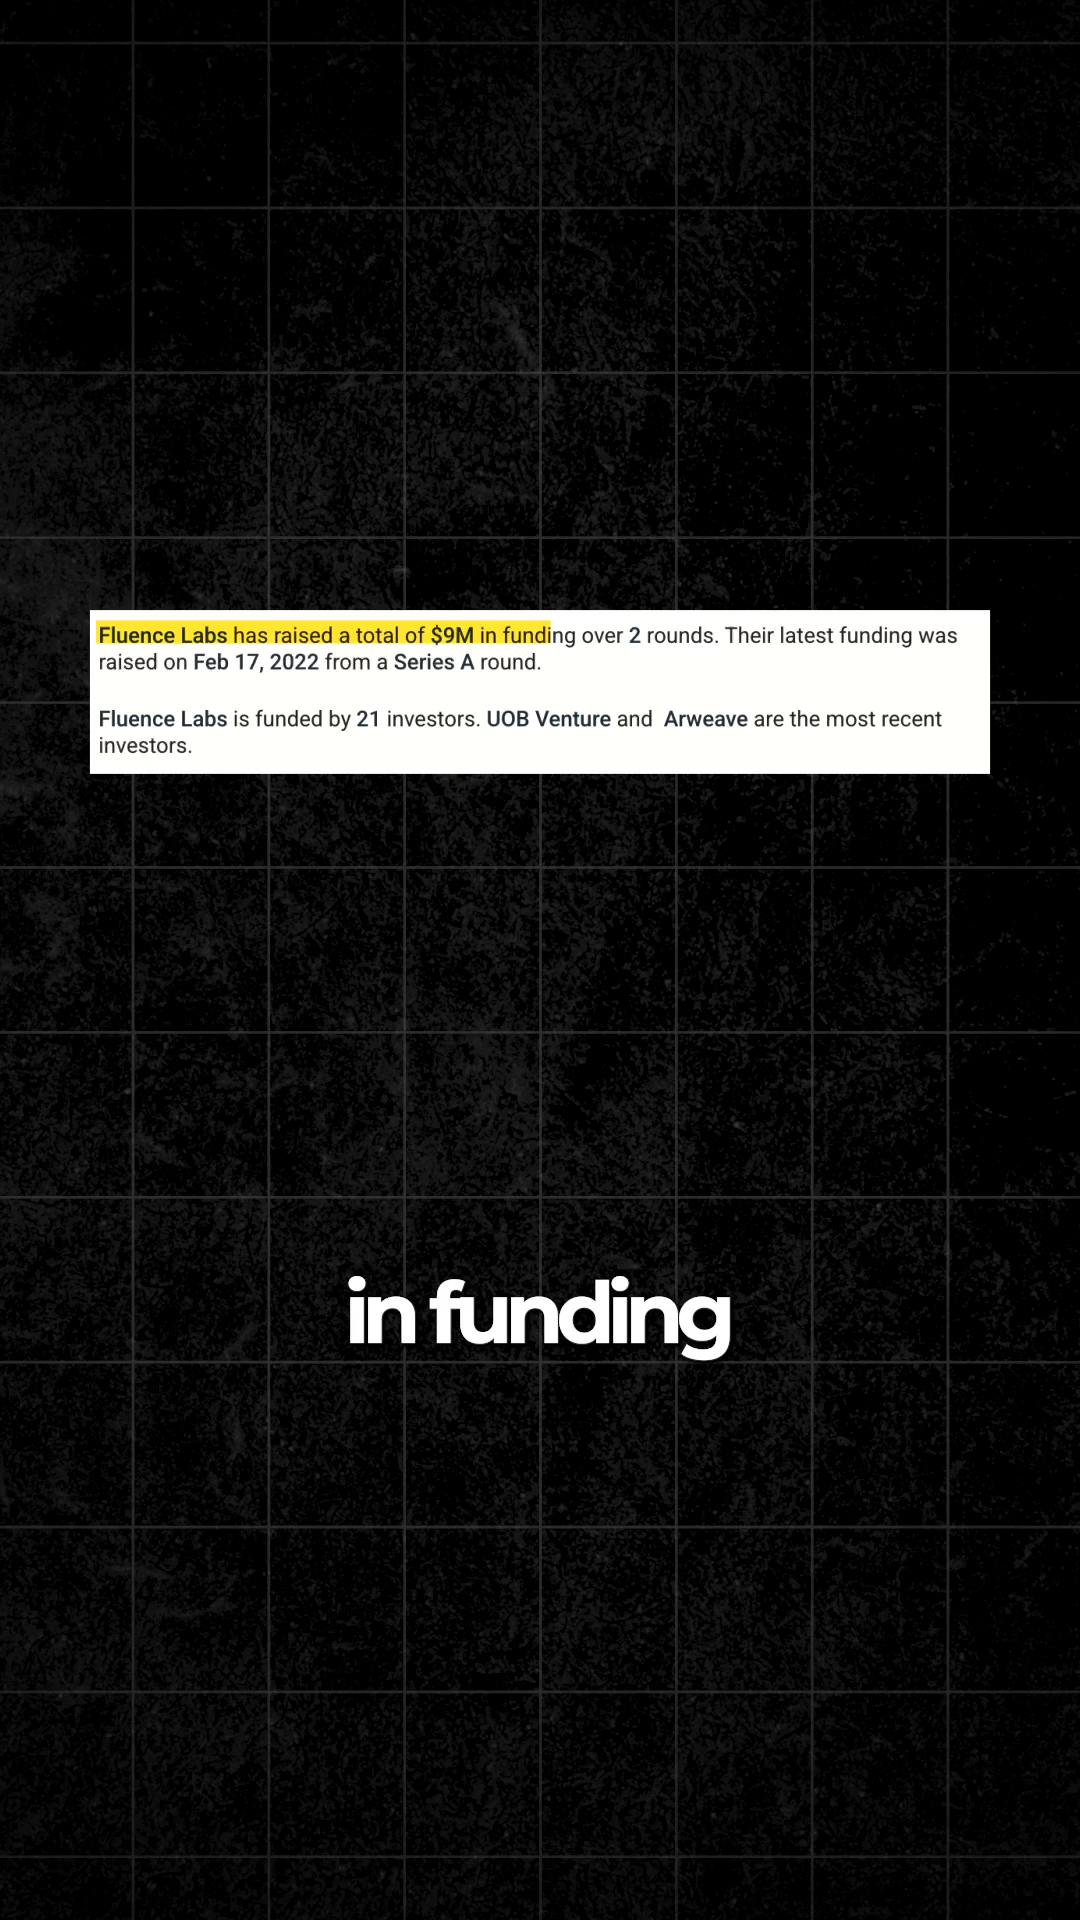 Fluence Labs has raised a total of $9M in funding over 2 rounds. Their latest funding was
raised on Feb 17, 2022 from a Series A round.
Fluence Labs is funded by 21 investors. UOB Venture and Arweave are the most recent
investors.
in funding